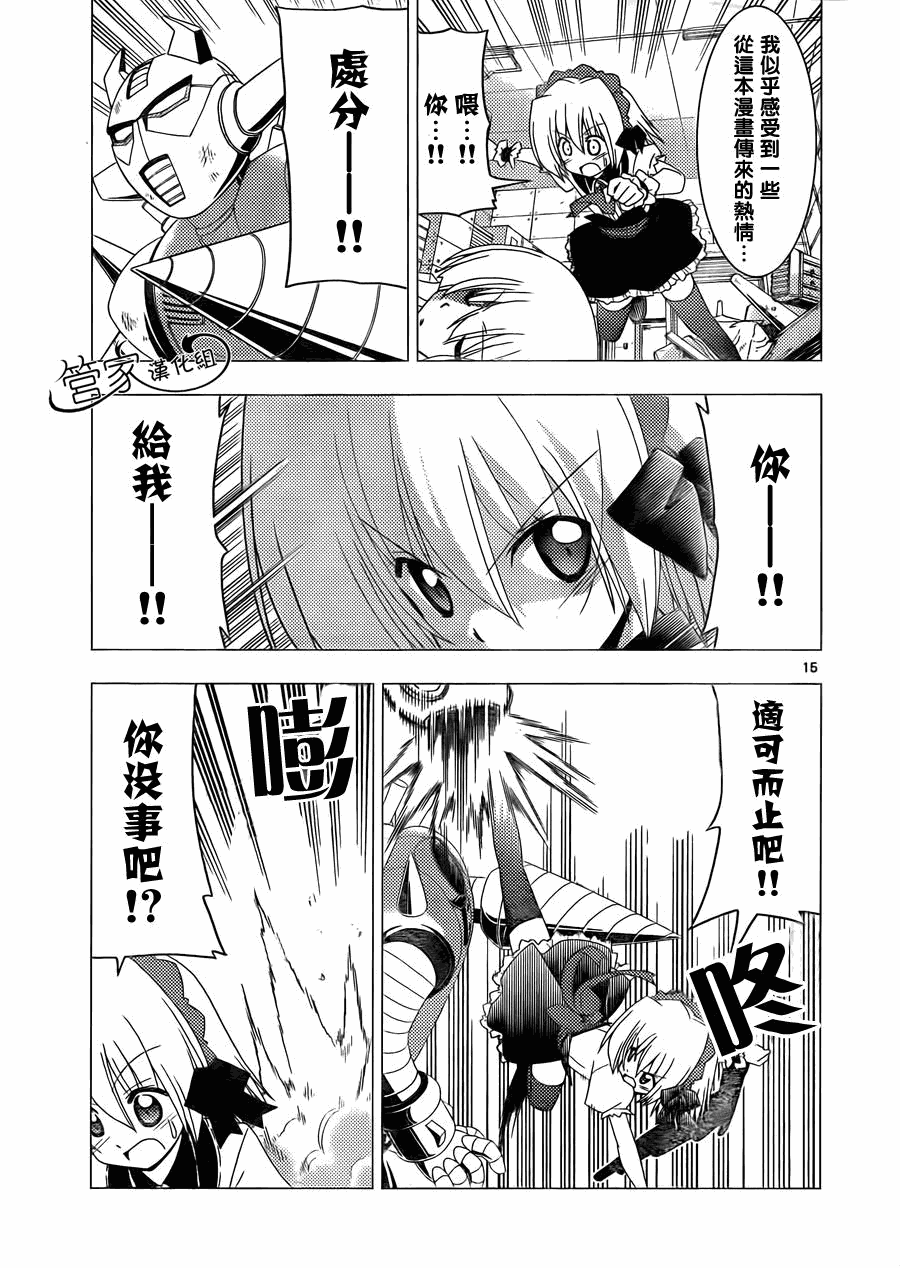 我似乎感受到一些
從這本漫畫傳來的熱情…
喂…!!
你…!!
處分——!!
管家漢化組
你——!!
給我——!!
15
適可而止吧!!
咚
嘭
你没事吧!?